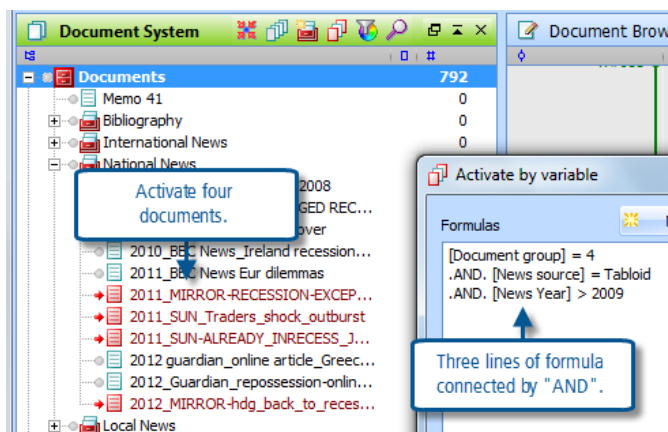 Document System
Document Brow
Documents 792
Memo 41 0
Bibliography 0
International News 0
National News
2008
GED REC...
over
2010_BBC News_Ireland recession...
2011_BBC News Eur dilemmas
2011_MIRROR-RECESSION-EXCEP...
2011_SUN_Traders_shock_outburst
2011_SUN-ALREADY_INRECESS_J...
2012 guardian_online article_Greec...
2012_Guardian_repossession-onlin...
2012_MIRROR-hdg_back_to_reces...
Local News
Activate four
documents.
Activate by variable
Formulas
[Document group] = 4
.AND. [News source] = Tabloid
.AND. [News Year] > 2009
Three lines of formula
connected by "AND".